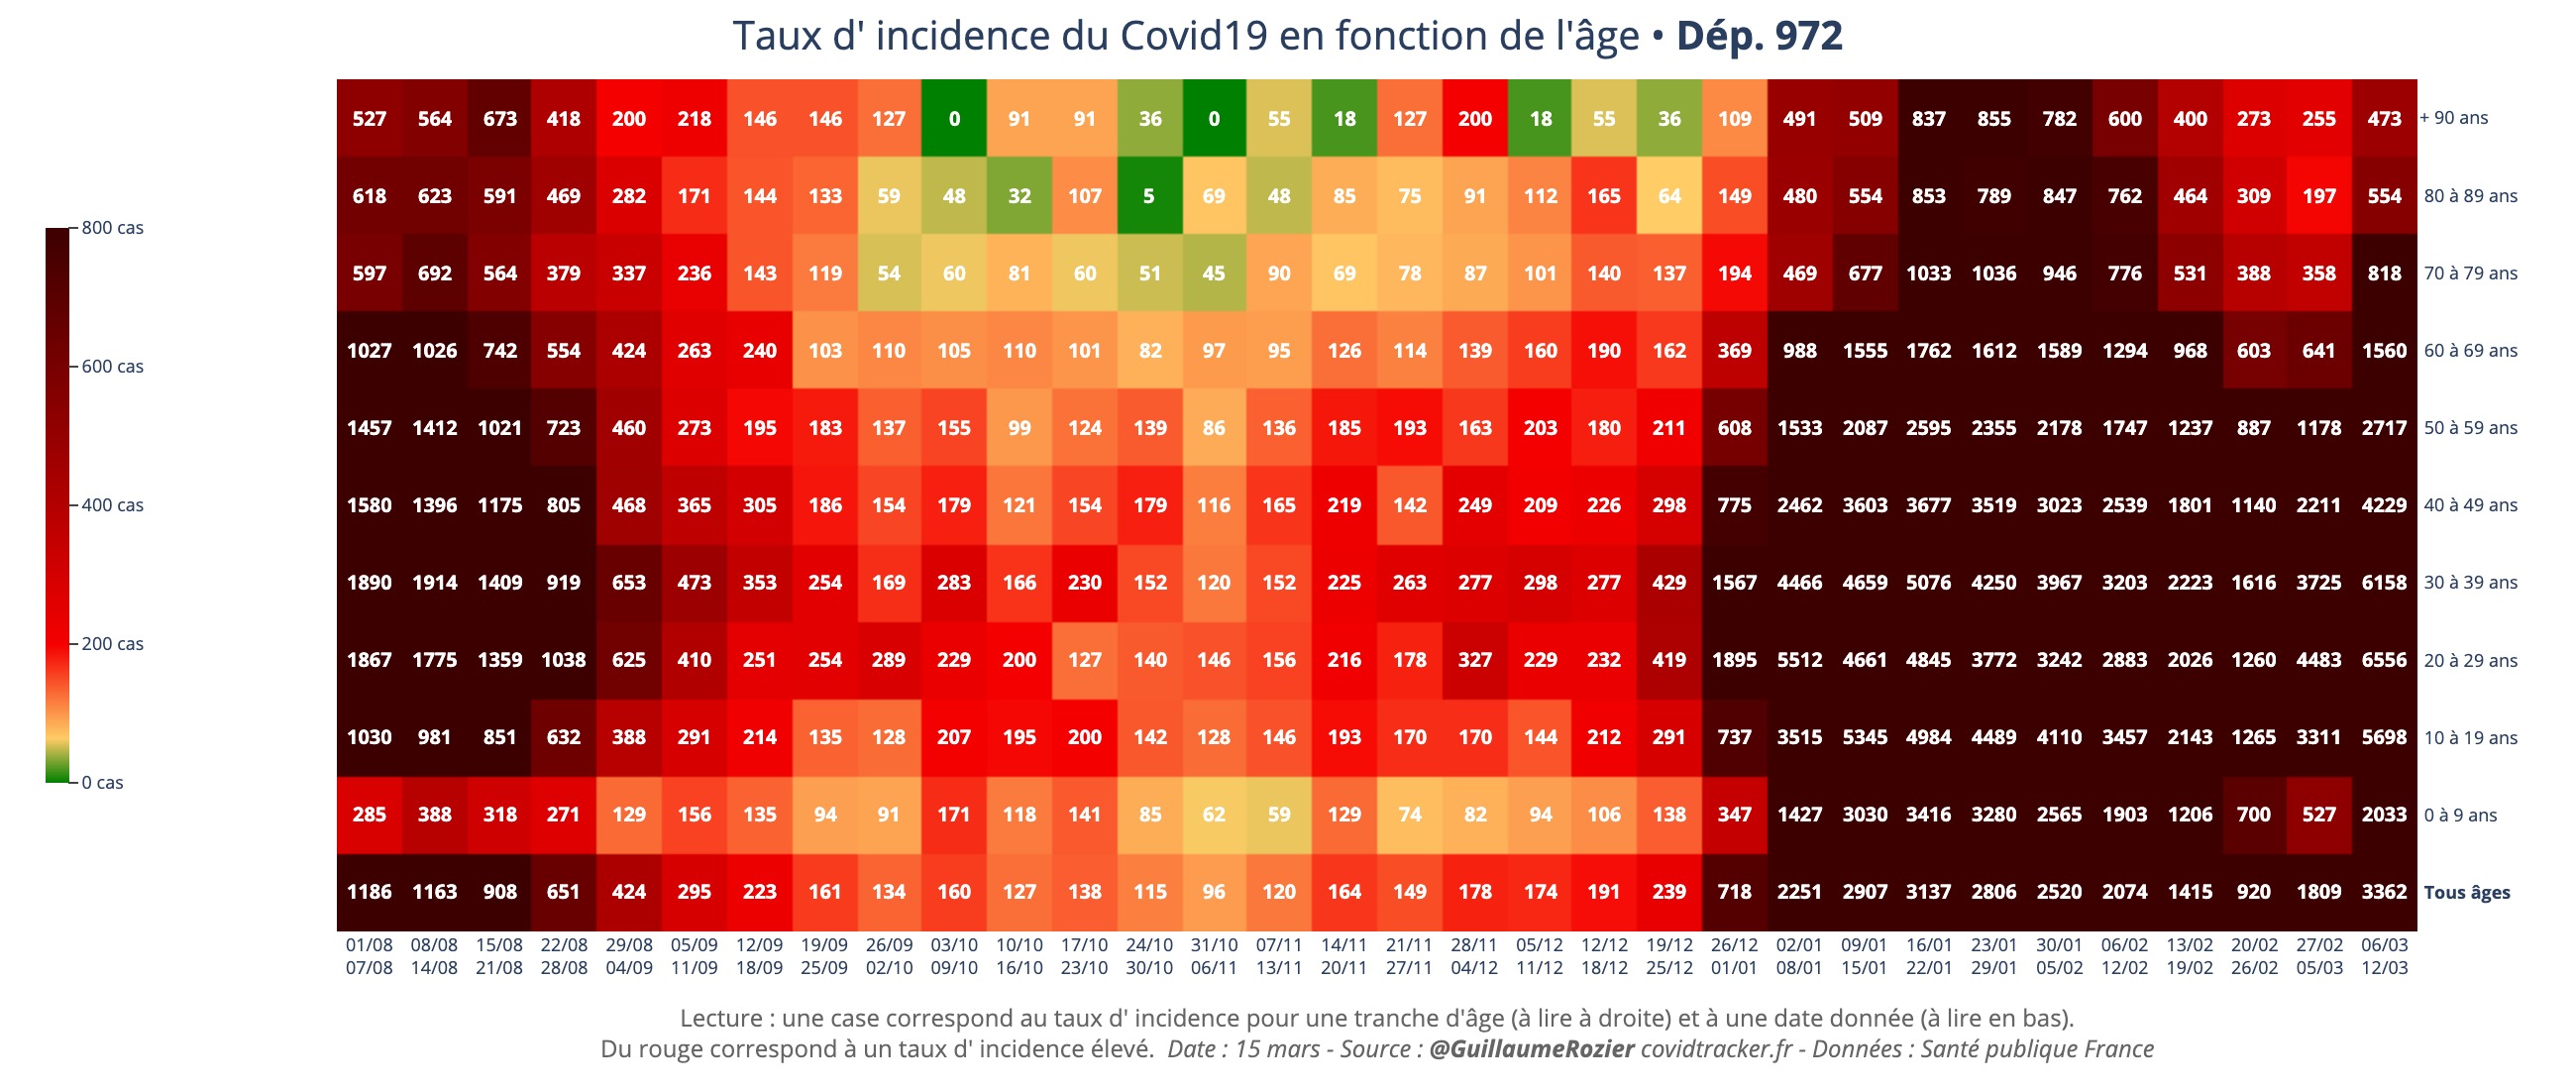 Taux d' incidence du Covid19 en fonction de l'âge • Dép. 972
800 cas
600 cas
400 cas
200 cas
0 cas
527 564 673 418 200 218 146 146 127 0 91 91 36 0 55 18 127 200 18 55 36 109 491 509 837 855 782 600 400 273 255 473 + 90 ans
618 623 591 469 282 171 144 133 59 48 32 107 5 69 48 85 75 91 112 165 64 149 480 554 853 789 847 762 464 309 197 554 80 à 89 ans
597 692 564 379 337 236 143 119 54 60 81 60 51 45 90 69 78 87 101 140 137 194 469 677 1033 1036 946 776 531 388 358 818 70 à 79 ans
1027 1026 742 554 424 263 240 103 110 105 110 101 82 97 95 126 114 139 160 190 162 369 988 1555 1762 1612 1589 1294 968 603 641 1560 60 à 69 ans
1457 1412 1021 723 460 273 195 183 137 155 99 124 139 86 136 185 193 163 203 180 211 608 1533 2087 2595 2355 2178 1747 1237 887 1178 2717 50 à 59 ans
1580 1396 1175 805 468 365 305 186 154 179 121 154 179 116 165 219 142 249 209 226 298 775 2462 3603 3677 3519 3023 2539 1801 1140 2211 4229 40 à 49 ans
1890 1914 1409 919 653 473 353 254 169 283 166 230 152 120 152 225 263 277 298 277 429 1567 4466 4659 5076 4250 3967 3203 2223 1616 3725 6158 30 à 39 ans
1867 1775 1359 1038 625 410 251 254 289 229 200 127 140 146 156 216 178 327 229 232 419 1895 5512 4661 4845 3772 3242 2883 2026 1260 4483 6556 20 à 29 ans
1030 981 851 632 388 291 214 135 128 207 195 200 142 128 146 193 170 170 144 212 291 737 3515 5345 4984 4489 4110 3457 2143 1265 3311 5698 10 à 19 ans
285 388 318 271 129 156 135 94 91 171 118 141 85 62 59 129 74 82 94 106 138 347 1427 3030 3416 3280 2565 1903 1206 700 527 2033 0 à 9 ans
1186 1163 908 651 424 295 223 161 134 160 127 138 115 96 120 164 149 178 174 191 239 718 2251 2907 3137 2806 2520 2074 1415 920 1809 3362 Tous âges
01/08 08/08 15/08 22/08 29/08 05/09 12/09 19/09 26/09 03/10 10/10 17/10 24/10 31/10 07/11 14/11 21/11 28/11 05/12 12/12 19/12 26/12 02/01 09/01 16/01 23/01 30/01 06/02 13/02 20/02 27/02 06/03
07/08 14/08 21/08 28/08 04/09 11/09 18/09 25/09 02/10 09/10 16/10 23/10 30/10 06/11 13/11 20/11 27/11 04/12 11/12 18/12 25/12 01/01 08/01 15/01 22/01 29/01 05/02 12/02 19/02 26/02 05/03 12/03
Lecture : une case correspond au taux d' incidence pour une tranche d'âge (à lire à droite) et à une date donnée (à lire en bas).
Du rouge correspond à un taux d' incidence élevé. Date : 15 mars - Source : @GuillaumeRozier covidtracker.fr - Données : Santé publique France